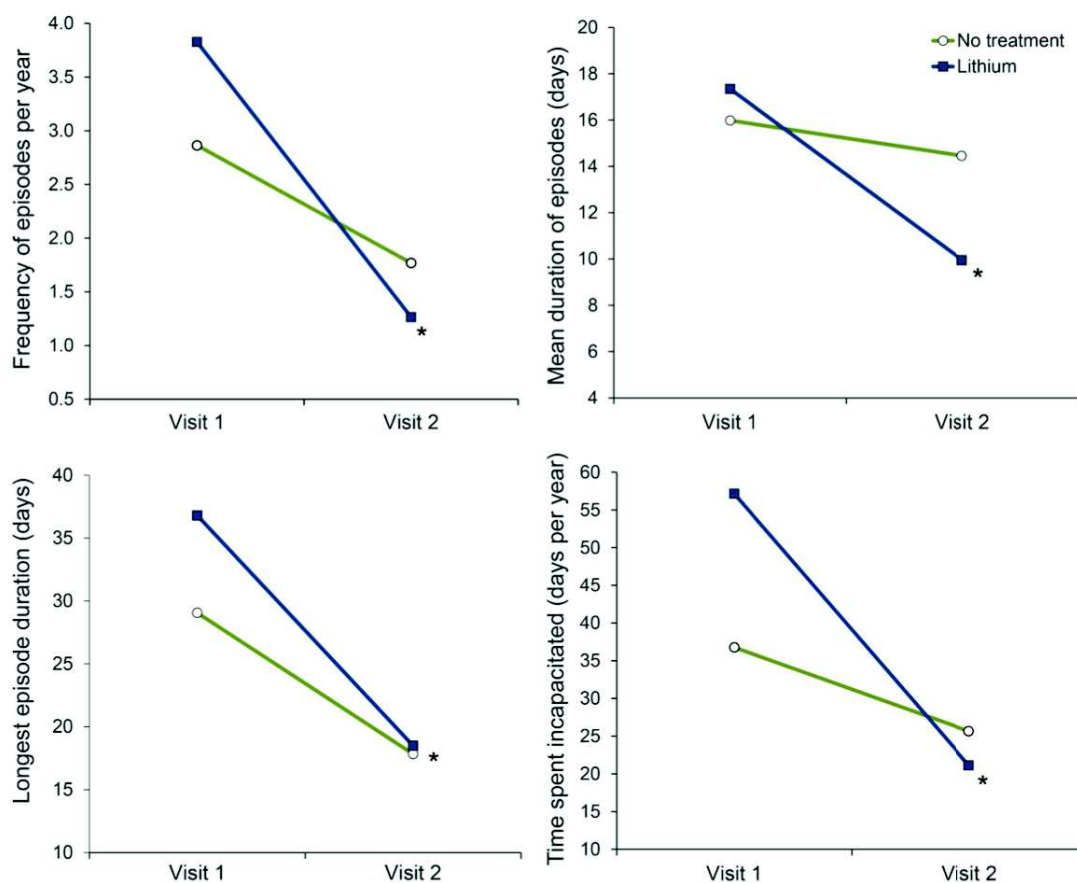 Frequency of episodes per year
4.0
3.5
3.0
2.5
2.0
1.5
1.0
0.5
*
Visit 1
Visit 2
Mean duration of episodes (days)
20
18
16
14
12
10
8
6
4
No treatment
Lithium
*
Visit 1
Visit 2
Longest episode duration (days)
40
35
30
25
20
15
10
*
Visit 1
Visit 2
Time spent incapacitated (days per year)
60
55
50
45
40
35
30
25
20
15
10
*
Visit 1
Visit 2